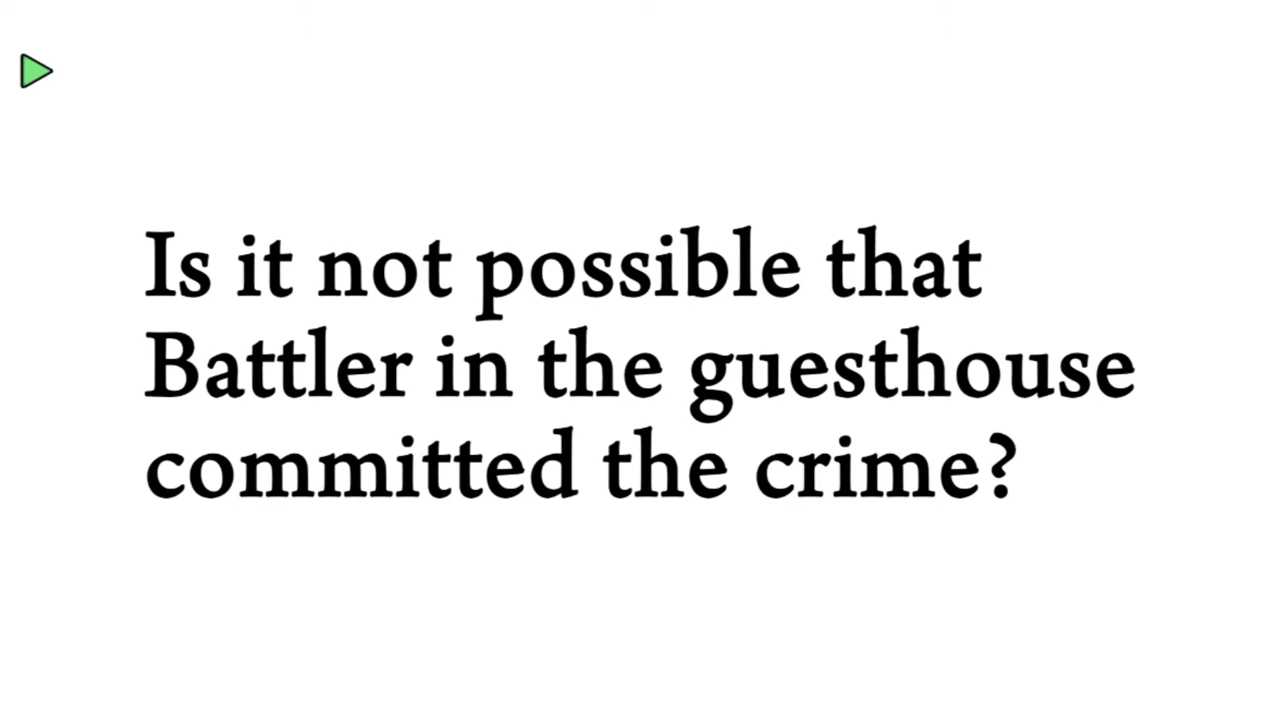 Is it not possible that
Battler in the guesthouse
committed the crime?